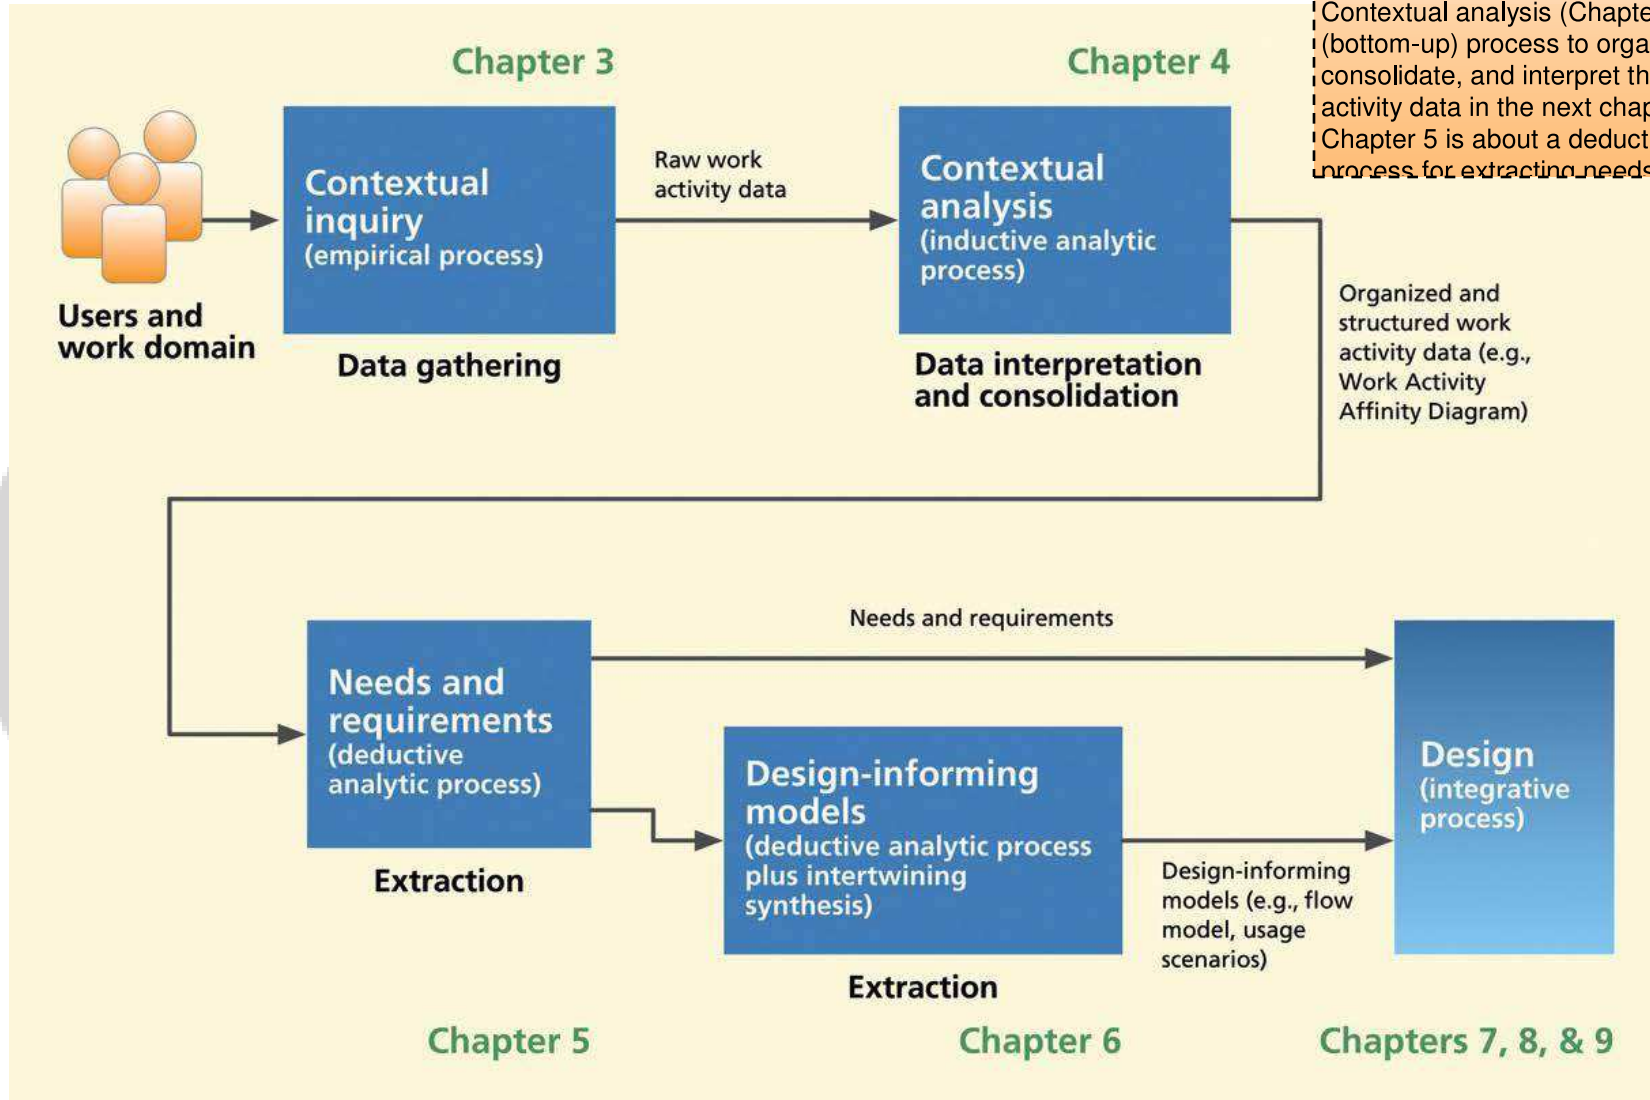 Chapter 3
Chapter 4
Contextual analysis (Chapte
(bottom-up) process to orga
consolidate, and interpret th
activity data in the next chap
Chapter 5 is about a deduct
process for extracting needs
Users and
work domain
Contextual
inquiry
(empirical process)
Data gathering
Raw work
activity data
Contextual
analysis
(inductive analytic
process)
Data interpretation
and consolidation
Organized and
structured work
activity data (e.g.,
Work Activity
Affinity Diagram)
Needs and
requirements
(deductive
analytic process)
Extraction
Needs and requirements
Design-informing
models
(deductive analytic process
plus intertwining
synthesis)
Extraction
Design-informing
models (e.g., flow
model, usage
scenarios)
Design
(integrative
process)
Chapter 5
Chapter 6
Chapters 7, 8, & 9